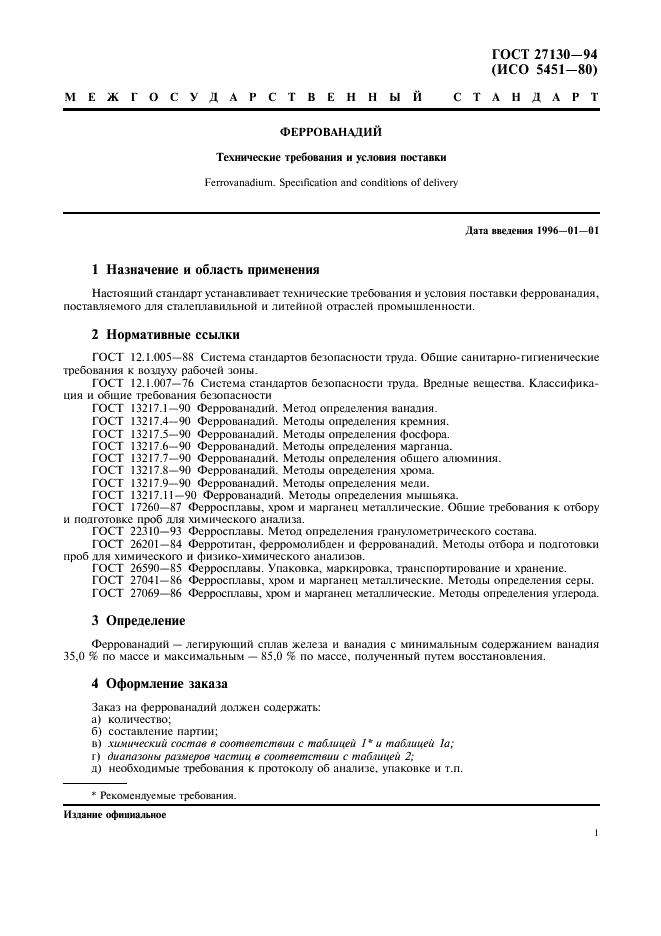 ГОСТ 27130—94
(ИСО 5451—80)
МЕЖГОСУДАРСТВЕННЫЙ СТАНДАРТ
ФЕРРОВАНАДИЙ
Технические требования и условия поставки
Ferrovanadium. Specification and conditions of delivery
Дата введения 1996—01—01
1 Назначение и область применения
Настоящий стандарт устанавливает технические требования и условия поставки феррованадия,
поставляемого для сталеплавильной и литейной отраслей промышленности.
2 Нормативные ссылки
ГОСТ 12.1.005—88 Система стандартов безопасности труда. Общие санитарно-гигиенические
требования к воздуху рабочей зоны.
ГОСТ 12.1.007—76 Система стандартов безопасности труда. Вредные вещества. Классифика-
ция и общие требования безопасности
ГОСТ 13217.1—90 Феррованадий. Метод определения ванадия.
ГОСТ 13217.4—90 Феррованадий. Методы определения кремния.
ГОСТ 13217.5—90 Феррованадий. Методы определения фосфора.
ГОСТ 13217.6—90 Феррованадий. Методы определения марганца.
ГОСТ 13217.7—90 Феррованадий. Методы определения общего алюминия.
ГОСТ 13217.8—90 Феррованадий. Методы определения хрома.
ГОСТ 13217.9—90 Феррованадий. Методы определения меди.
ГОСТ 13217.11—90 Феррованадий. Методы определения мышьяка.
ГОСТ 17260—87 Ферросплавы, хром и марганец металлические. Общие требования к отбору
и подготовке проб для химического анализа.
ГОСТ 22310—93 Ферросплавы. Метод определения гранулометрического состава.
ГОСТ 26201—84 Ферротитан, ферромолибден и феррованадий. Методы отбора и подготовки
проб для химического и физико-химического анализов.
ГОСТ 26590—85 Ферросплавы. Упаковка, маркировка, транспортирование и хранение.
ГОСТ 27041—86 Ферросплавы, хром и марганец металлические. Методы определения серы.
ГОСТ 27069—86 Ферросплавы, хром и марганец металлические. Методы определения углерода.
3 Определение
Феррованадий — легирующий сплав железа и ванадия с минимальным содержанием ванадия
35,0 % по массе и максимальным — 85,0 % по массе, полученный путем восстановления.
4 Оформление заказа
Заказ на феррованадий должен содержать:
а) количество;
б) составление партии;
в) химический состав в соответствии с таблицей 1* и таблицей 1а;
г) диапазоны размеров частиц в соответствии с таблицей 2;
д) необходимые требования к протоколу об анализе, упаковке и т.п.
* Рекомендуемые требования.
Издание официальное
1